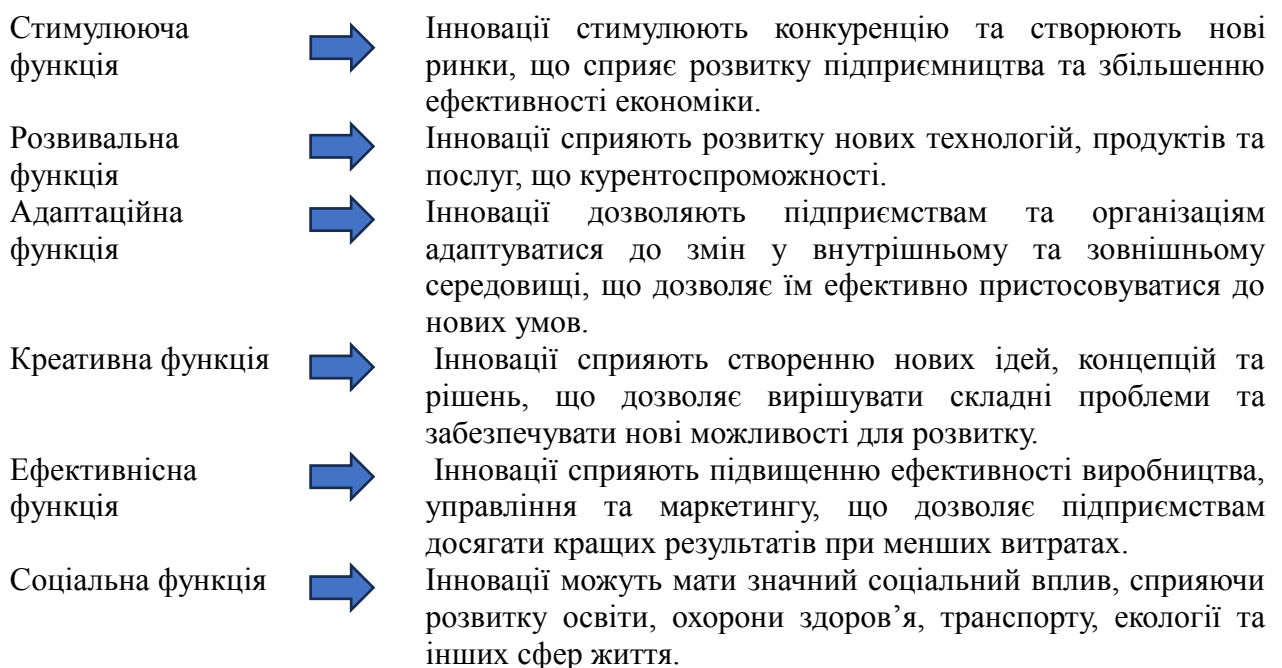 Стимулююча
функція
Інновації стимулюють конкуренцію та створюють нові
ринки, що сприяє розвитку підприємництва та збільшенню
ефективності економіки.
Розвивальна
функція
Інновації сприяють розвитку нових технологій, продуктів та
послуг, що курентоспроможності.
Адаптаційна
функція
Інновації дозволяють підприємствам та організаціям
адаптуватися до змін у внутрішньому та зовнішньому
середовищі, що дозволяє їм ефективно пристосовуватися до
нових умов.
Креативна функція
Інновації сприяють створенню нових ідей, концепцій та
рішень, що дозволяє вирішувати складні проблеми та
забезпечувати нові можливості для розвитку.
Ефективнісна
функція
Інновації сприяють підвищенню ефективності виробництва,
управління та маркетингу, що дозволяє підприємствам
досягати кращих результатів при менших витратах.
Соціальна функція
Інновації можуть мати значний соціальний вплив, сприяючи
розвитку освіти, охорони здоров’я, транспорту, екології та
інших сфер життя.